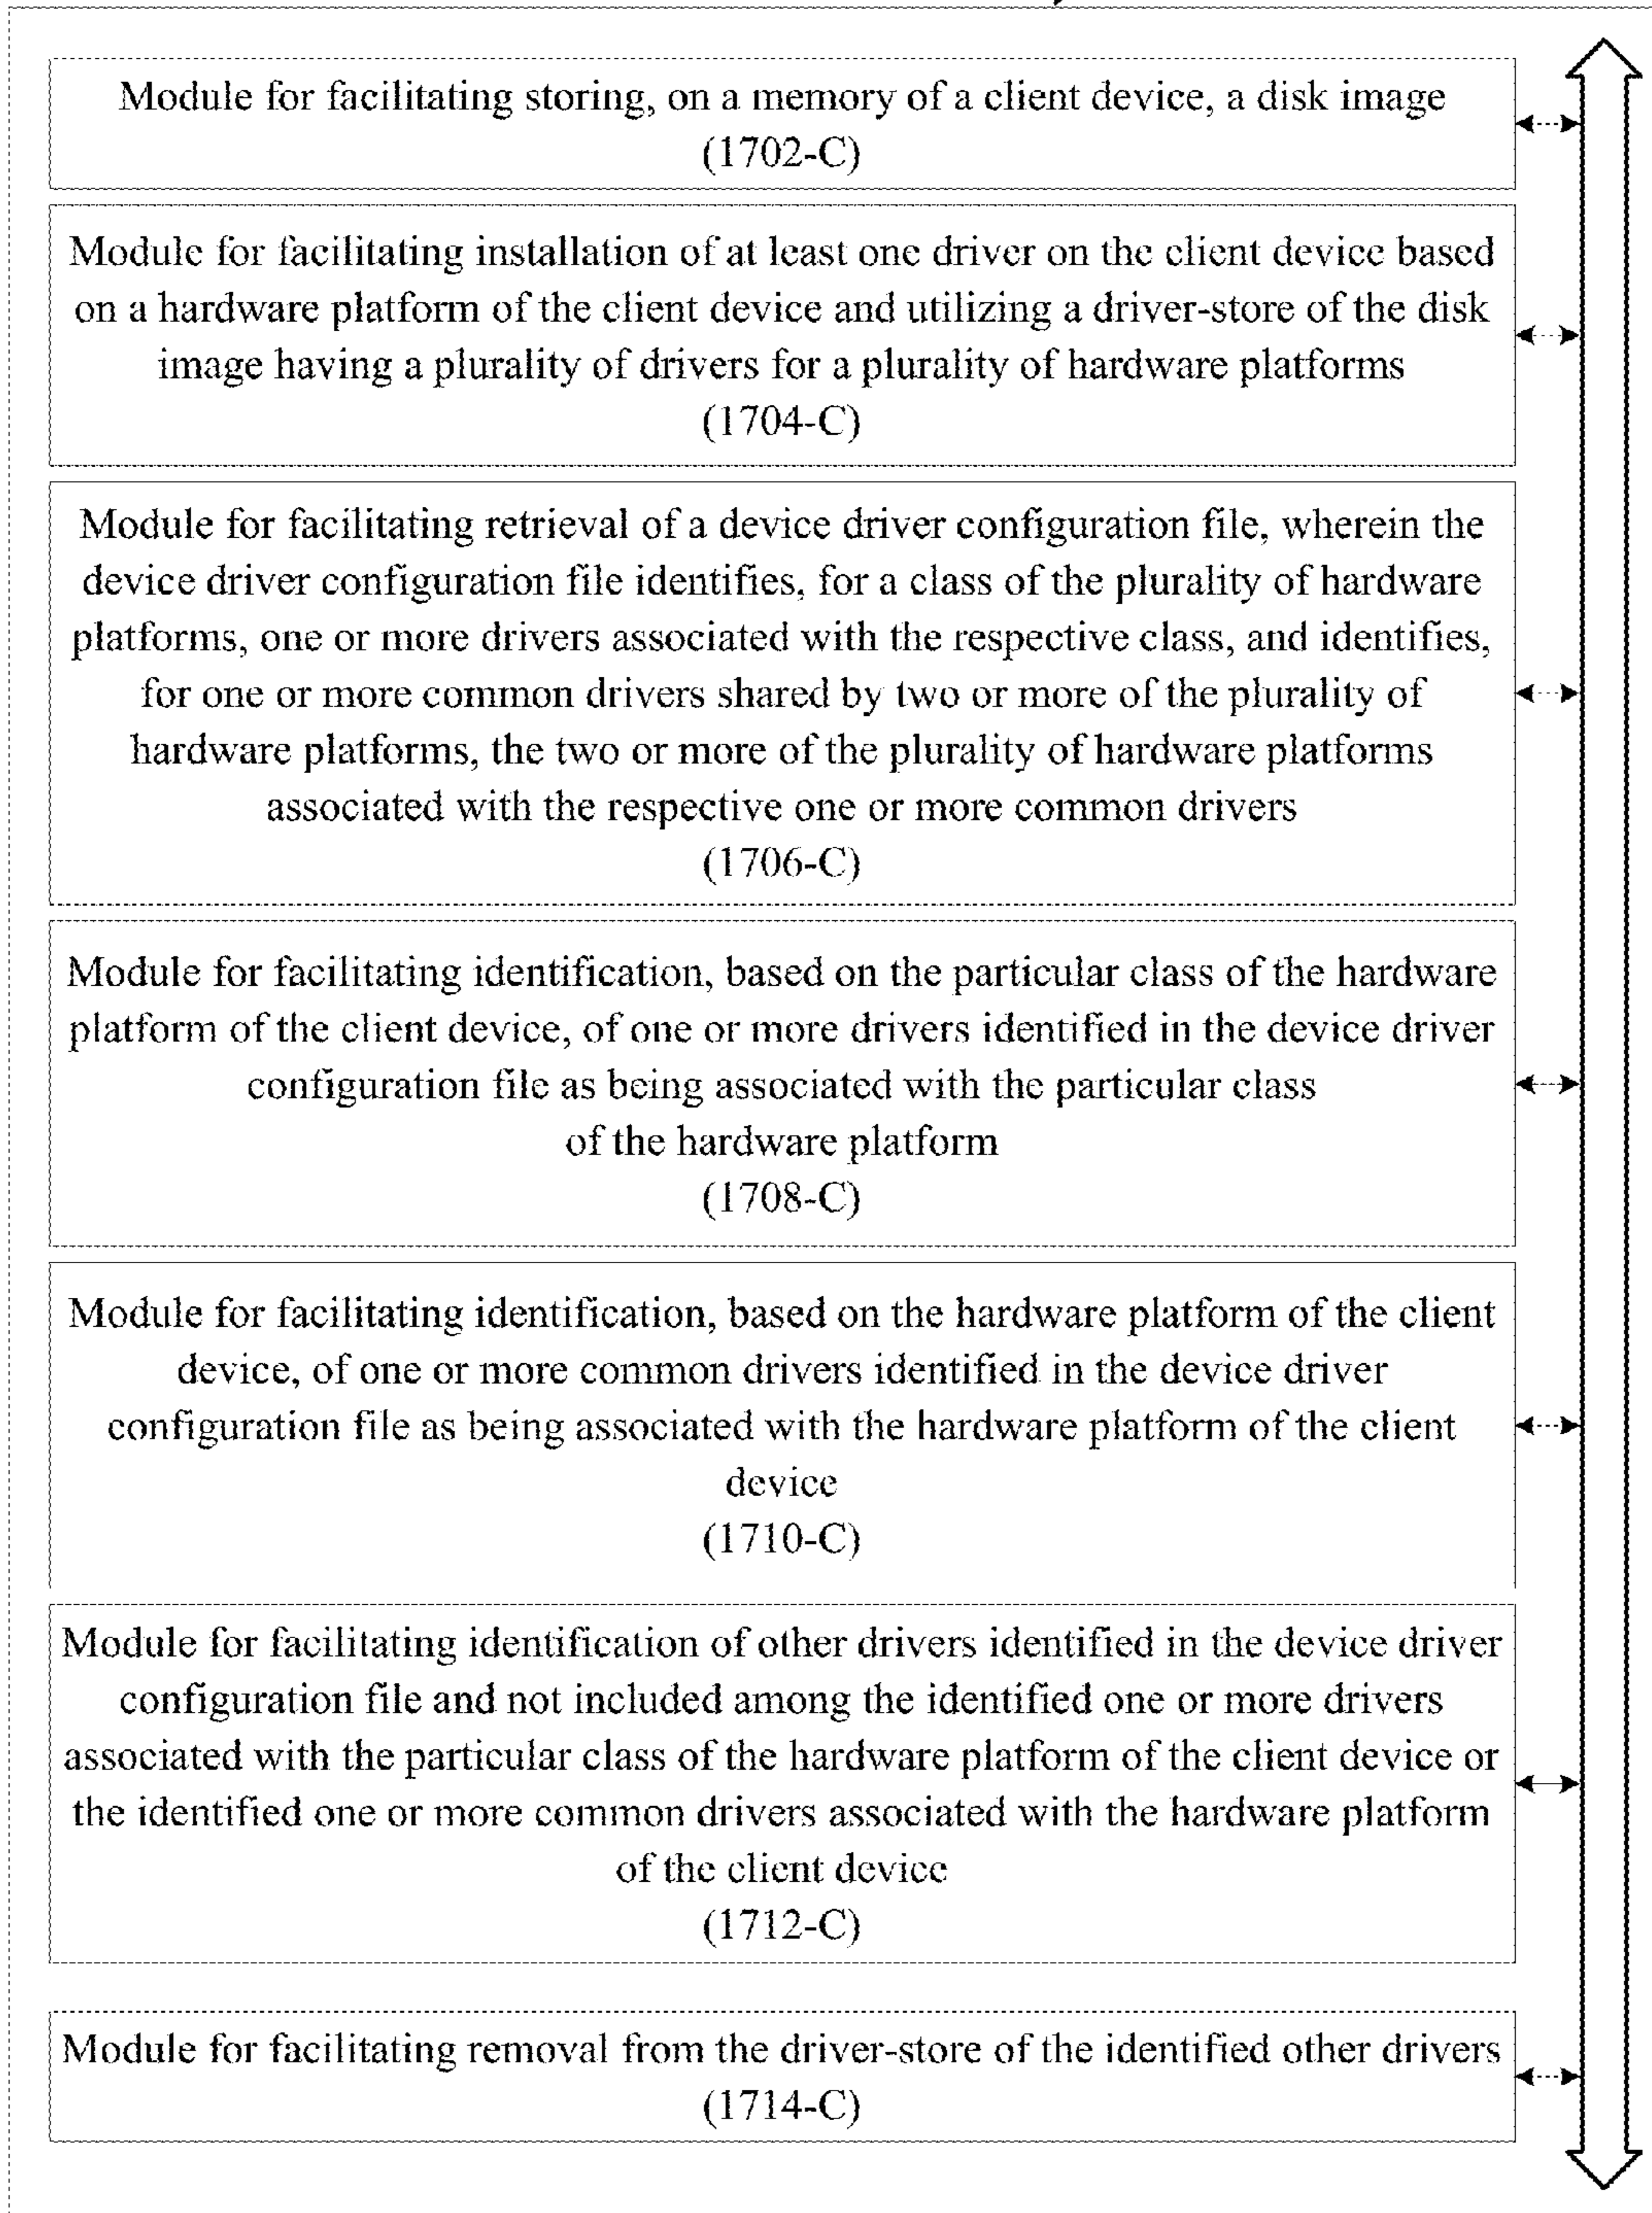 Module for facilitating storing, on a memory of a client device, a disk image
(1702-C)
Module for facilitating installation of at least one driver on the client device based
on a hardware platform of the client device and utilizing a driver-store of the disk
image having a plurality of drivers for a plurality of hardware platforms
(1704-C)
Module for facilitating retrieval of a device driver configuration file, wherein the
device driver configuration file identifies, for a class of the plurality of hardware
platforms, one or more drivers associated with the respective class, and identifies,
for one or more common drivers shared by two or more of the plurality of
hardware platforms, the two or more of the plurality of hardware platforms
associated with the respective one or more common drivers
(1706-C)
Module for facilitating identification, based on the particular class of the hardware
platform of the client device, of one or more drivers identified in the device driver
configuration file as being associated with the particular class
of the hardware platform
(1708-C)
Module for facilitating identification, based on the hardware platform of the client
device, of one or more common drivers identified in the device driver
configuration file as being associated with the hardware platform of the client
device
(1710-C)
Module for facilitating identification of other drivers identified in the device driver
configuration file and not included among the identified one or more drivers
associated with the particular class of the hardware platform of the client device or
the identified one or more common drivers associated with the hardware platform
of the client device
(1712-C)
Module for facilitating removal from the driver-store of the identified other drivers
(1714-C)